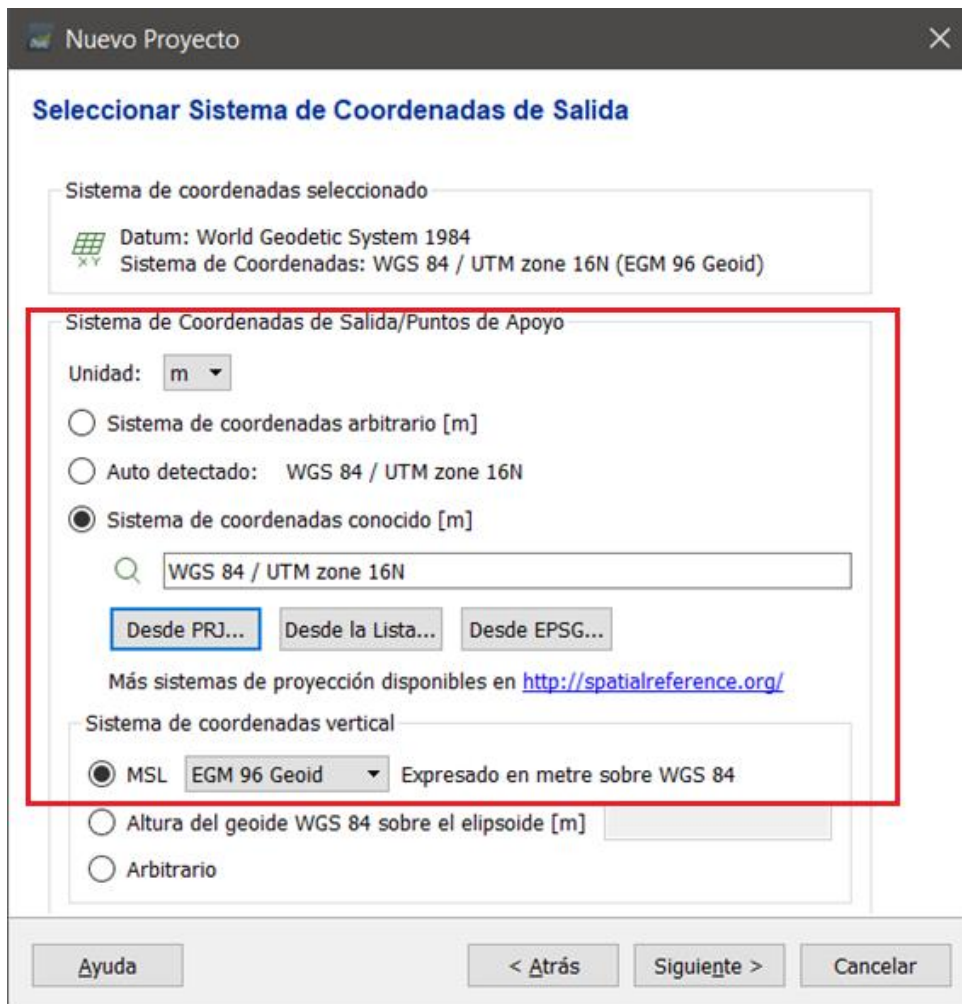 Nuevo Proyecto
Seleccionar Sistema de Coordenadas de Salida
Sistema de coordenadas seleccionado
Datum: World Geodetic System 1984
XY Sistema de Coordenadas: WGS 84 / UTM zone 16N (EGM 96 Geoid)
Sistema de Coordenadas de Salida/Puntos de Apoyo
Unidad: m
Sistema de coordenadas arbitrario [m]
Auto detectado: WGS 84 / UTM zone 16N
Sistema de coordenadas conocido [m]
WGS 84 / UTM zone 16N
Desde PRJ... Desde la Lista... Desde EPSG...
Más sistemas de proyección disponibles en http://spatialreference.org/
Sistema de coordenadas vertical
MSL EGM 96 Geoid Expresado en metre sobre WGS 84
Altura del geoide WGS 84 sobre el elipsoide [m]
Arbitrario
Ayuda < Atrás Siguiente > Cancelar